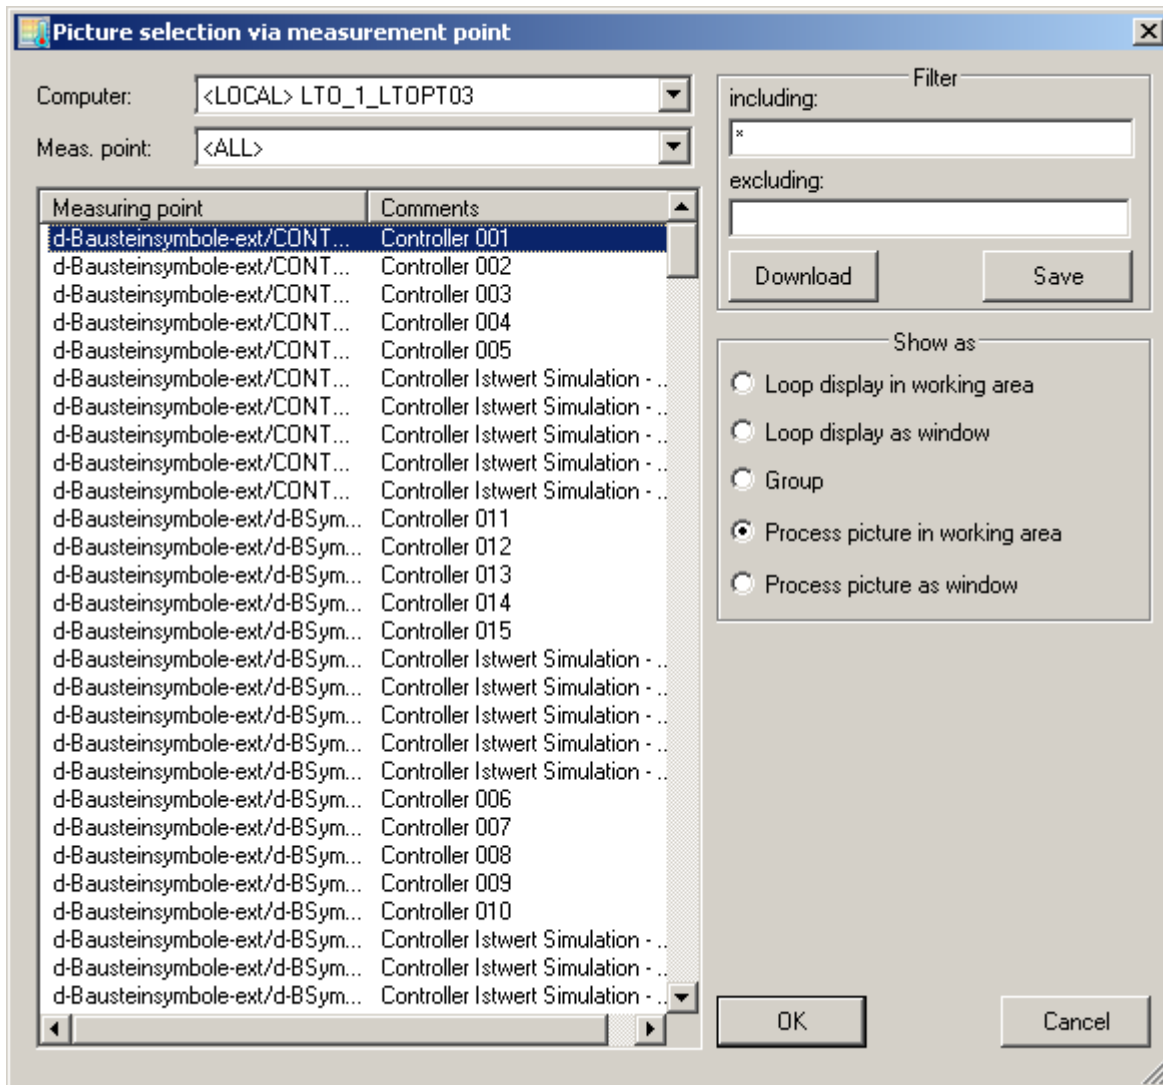 Picture selection via measurement point
Computer:
<LOCAL> LTO_1_LTOPT03
Meas. point:
<ALL>
Measuring point Comments
d-Bausteinsymbole-ext/CONT... Controller 001
d-Bausteinsymbole-ext/CONT... Controller 002
d-Bausteinsymbole-ext/CONT... Controller 003
d-Bausteinsymbole-ext/CONT... Controller 004
d-Bausteinsymbole-ext/CONT... Controller 005
d-Bausteinsymbole-ext/CONT... Controller Istwert Simulation - ..
d-Bausteinsymbole-ext/CONT... Controller Istwert Simulation - ..
d-Bausteinsymbole-ext/CONT... Controller Istwert Simulation - ..
d-Bausteinsymbole-ext/CONT... Controller Istwert Simulation - ..
d-Bausteinsymbole-ext/CONT... Controller Istwert Simulation - ..
d-Bausteinsymbole-ext/d-BSym... Controller 011
d-Bausteinsymbole-ext/d-BSym... Controller 012
d-Bausteinsymbole-ext/d-BSym... Controller 013
d-Bausteinsymbole-ext/d-BSym... Controller 014
d-Bausteinsymbole-ext/d-BSym... Controller 015
d-Bausteinsymbole-ext/d-BSym... Controller Istwert Simulation - ..
d-Bausteinsymbole-ext/d-BSym... Controller Istwert Simulation - ..
d-Bausteinsymbole-ext/d-BSym... Controller Istwert Simulation - ..
d-Bausteinsymbole-ext/d-BSym... Controller Istwert Simulation - ..
d-Bausteinsymbole-ext/d-BSym... Controller Istwert Simulation - ..
d-Bausteinsymbole-ext/d-BSym... Controller 006
d-Bausteinsymbole-ext/d-BSym... Controller 007
d-Bausteinsymbole-ext/d-BSym... Controller 008
d-Bausteinsymbole-ext/d-BSym... Controller 009
d-Bausteinsymbole-ext/d-BSym... Controller 010
d-Bausteinsymbole-ext/d-BSym... Controller Istwert Simulation - ..
d-Bausteinsymbole-ext/d-BSym... Controller Istwert Simulation - ..
d-Bausteinsymbole-ext/d-BSym... Controller Istwert Simulation - ..
Filter
including:
*
excluding:
Download
Save
Show as
Loop display in working area
Loop display as window
Group
Process picture in working area
Process picture as window
OK
Cancel